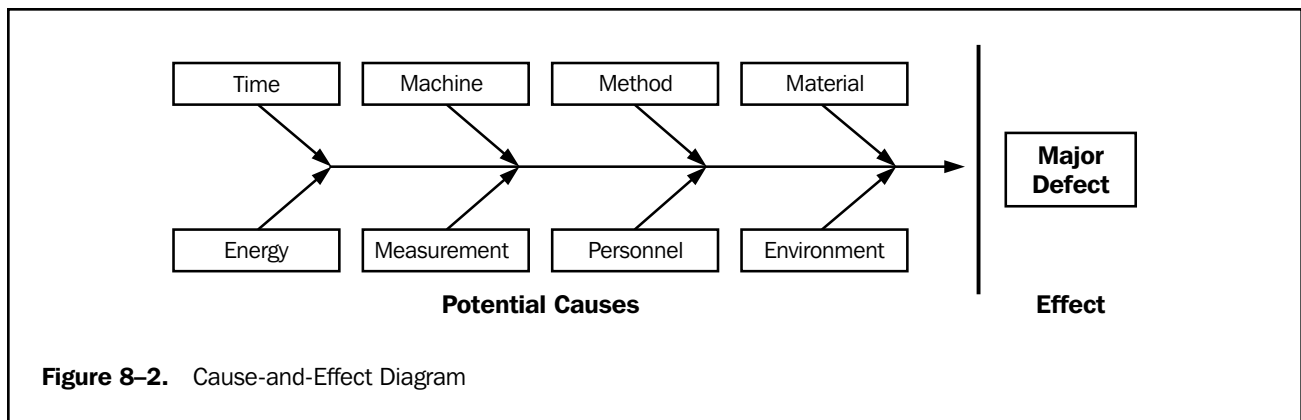 Time
Machine
Method
Material
Major
Defect
Energy
Measurement
Personnel
Environment
Potential Causes
Effect
Figure 8–2. Cause-and-Effect Diagram